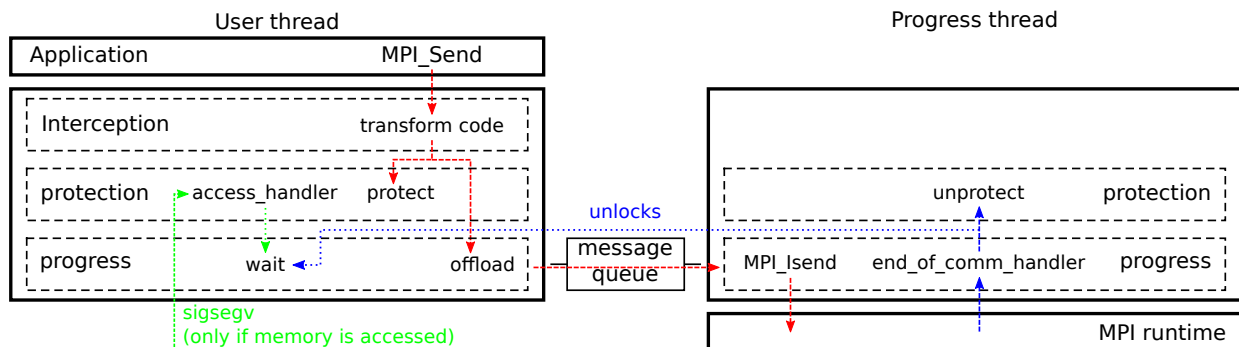 User thread
Progress thread
Application
MPI_Send
Interception
transform code
protection
access_handler
protect
unprotect
protection
unlocks
progress
wait
offload
message
queue
MPI_Isend
end_of_comm_handler
progress
sigsegv
(only if memory is accessed)
MPI runtime